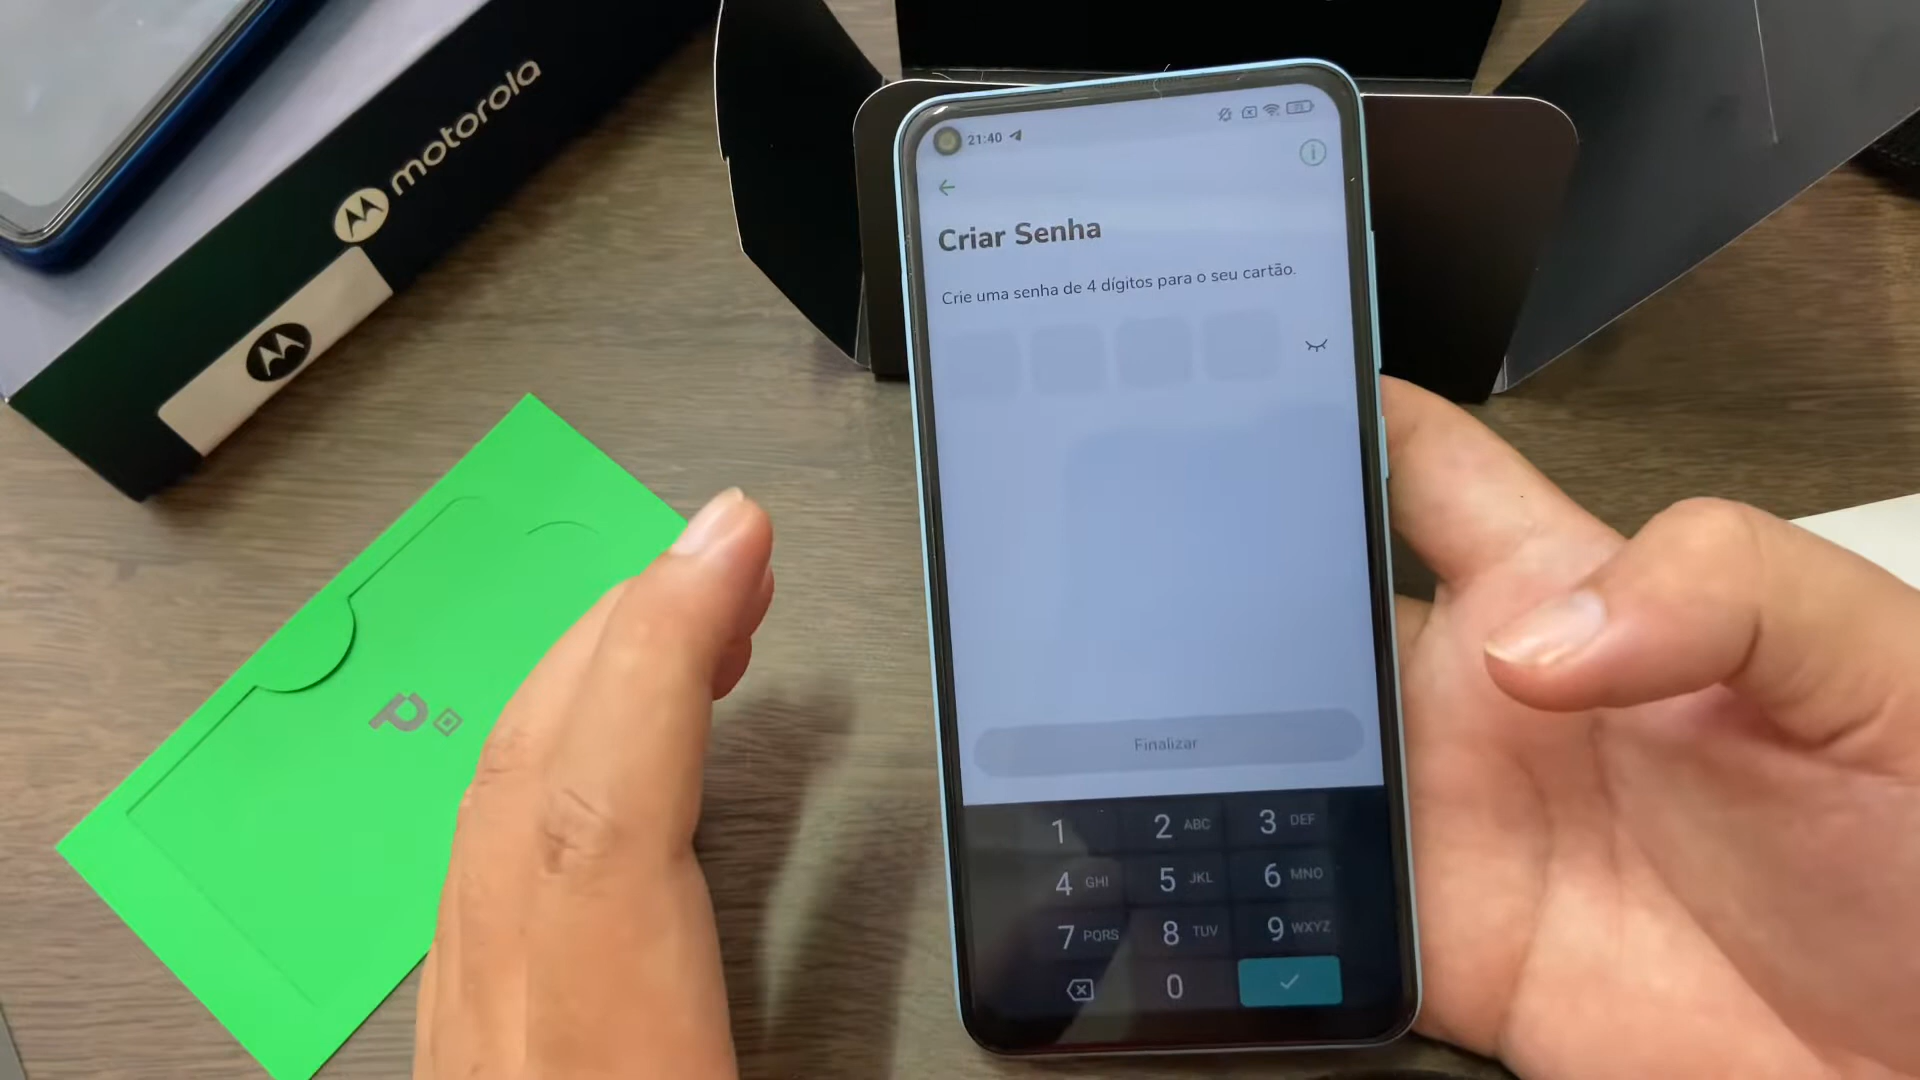 motorola
21:40
Criar Senha
Crie uma senha de 4 dígitos para o seu cartão.
Finalizar
1
2 ABC
3 DEF
4 GHI
5 JKL
6 MNO
7 PQRS
8 TUV
9 WXYZ
0